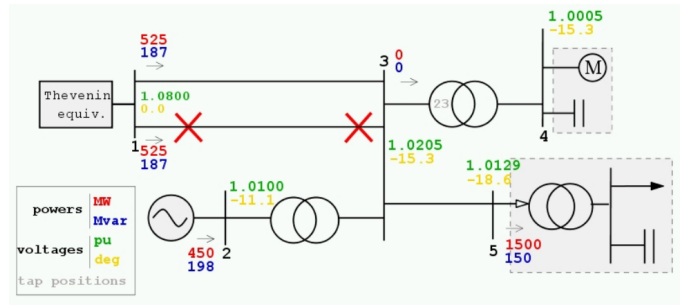 1.0005
-15.3
525
187
3
0
0
M
Thevenin
equiv.
1.0800
0.0
23
4
1
525
187
1.0205
-15.3
1.0129
-18.6
1.0100
-11.1
powers
MW
Mvar
voltages
pu
deg
tap positions
450
198
2
5
1500
150